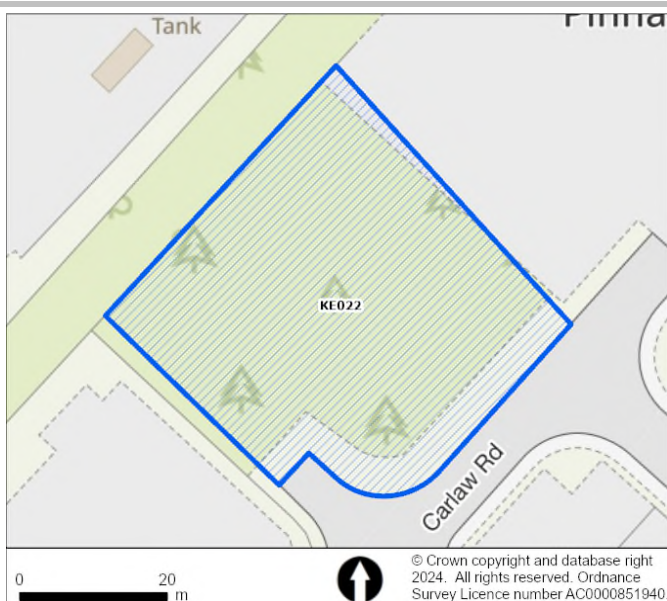 Tank
KE022
Carlaw Rd
0 20
m
© Crown copyright and database right
2024. All rights reserved. Ordnance
Survey Licence number AC0000851940.